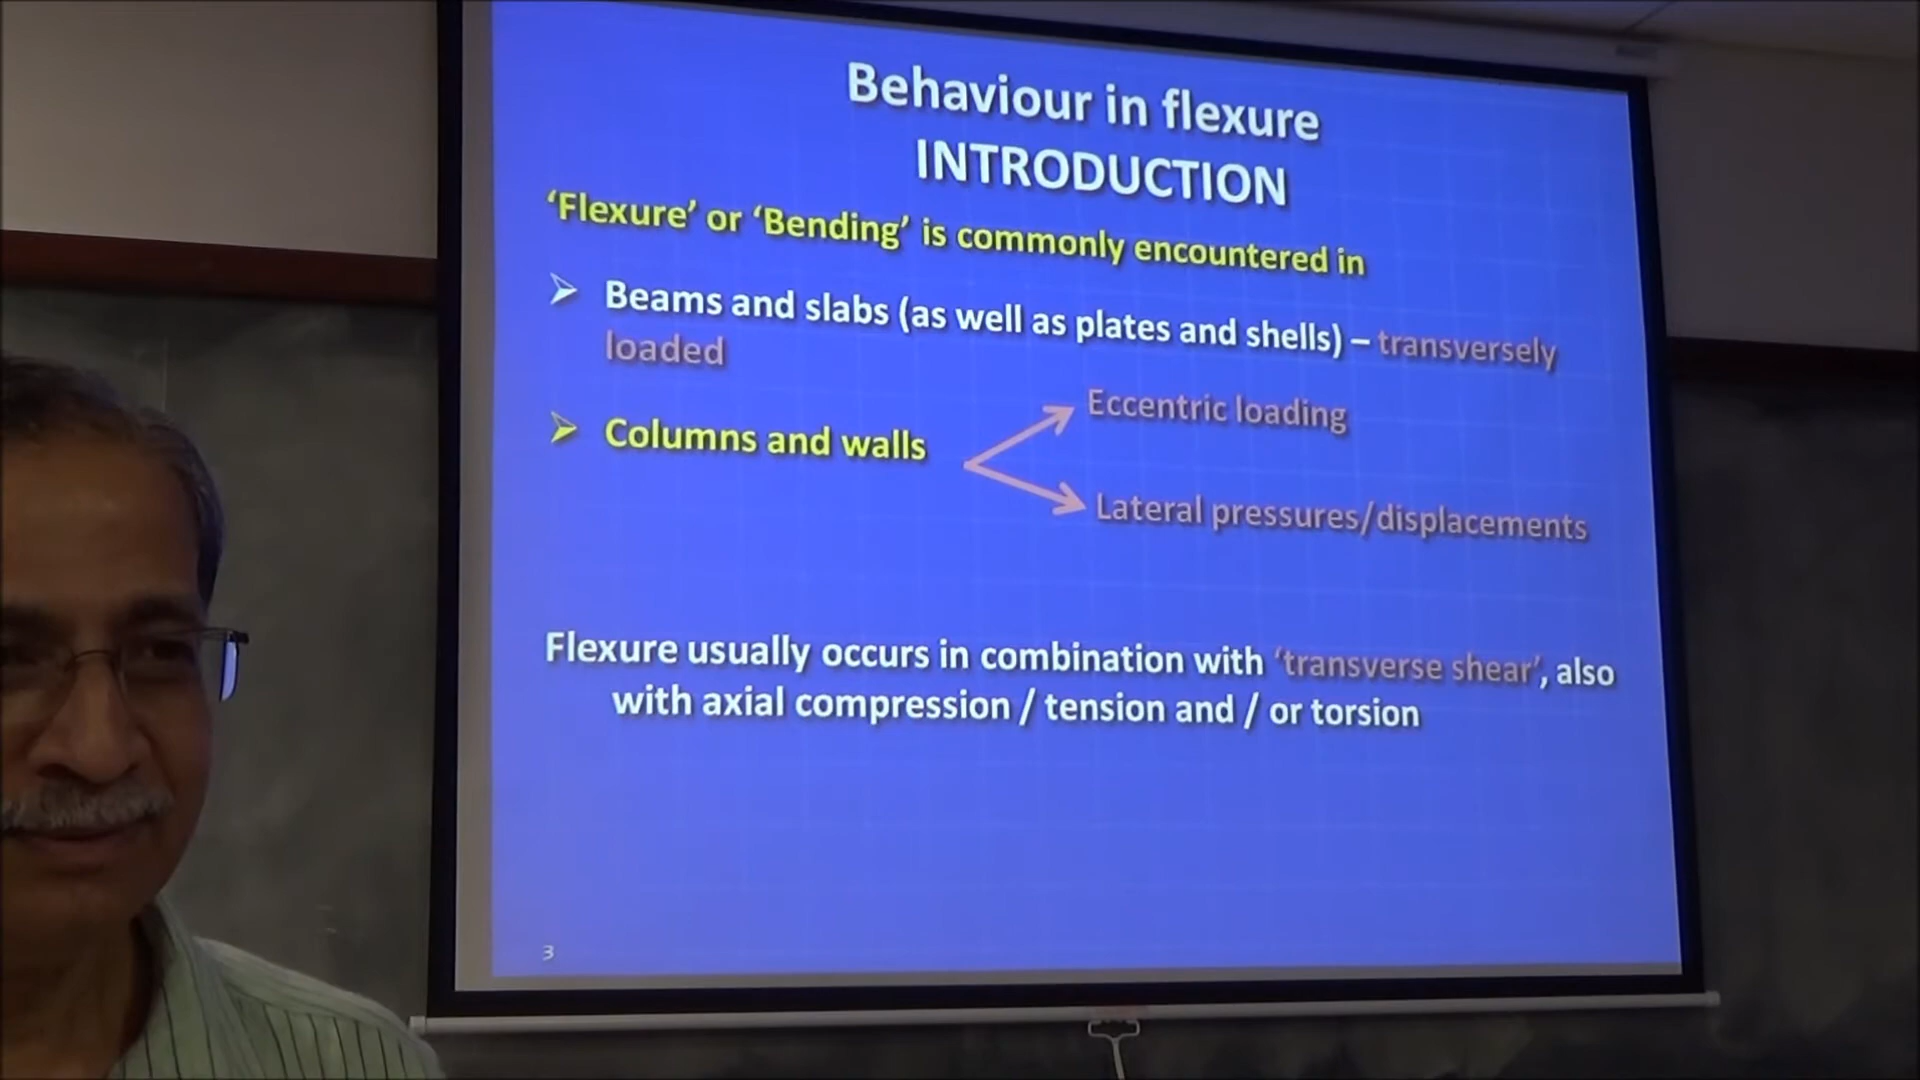 Behaviour in flexure
INTRODUCTION
‘Flexure’ or ‘Bending’ is commonly encountered in
Beams and slabs (as well as plates and shells) – transversely
loaded
Eccentric loading
Columns and walls
Lateral pressures/displacements
Flexure usually occurs in combination with ‘transverse shear’, also
with axial compression / tension and / or torsion
3